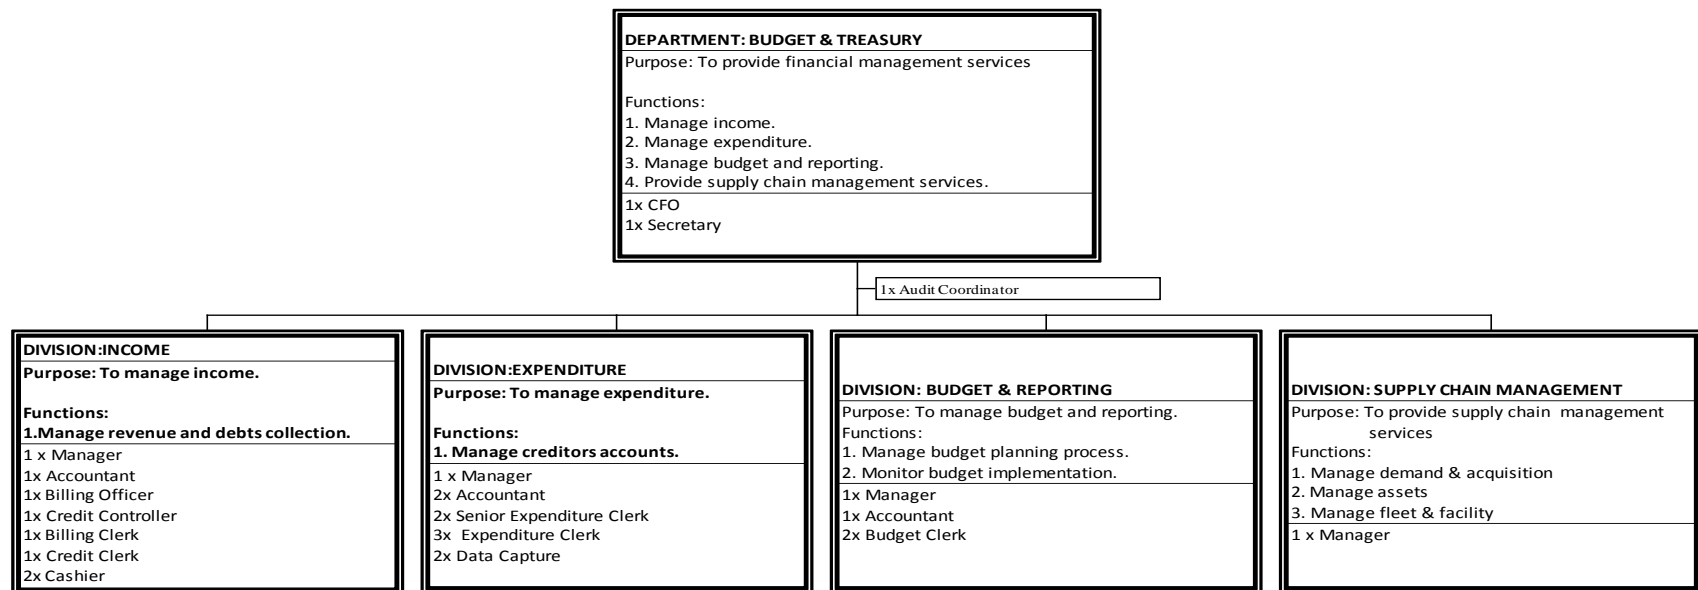 DEPARTMENT: BUDGET & TREASURY
Purpose: To provide financial management services
Functions:
1. Manage income.
2. Manage expenditure.
3. Manage budget and reporting.
4. Provide supply chain management services.
1x CFO
1x Secretary
1x Audit Coordinator
DIVISION:INCOME
Purpose: To manage income.
Functions:
1.Manage revenue and debts collection.
1 x Manager
1x Accountant
1x Billing Officer
1x Credit Controller
1x Billing Clerk
1x Credit Clerk
2x Cashier
DIVISION:EXPENDITURE
Purpose: To manage expenditure.
Functions:
1. Manage creditors accounts.
1 x Manager
2x Accountant
2x Senior Expenditure Clerk
3x Expenditure Clerk
2x Data Capture
DIVISION: BUDGET & REPORTING
Purpose: To manage budget and reporting.
Functions:
1. Manage budget planning process.
2. Monitor budget implementation.
1x Manager
1x Accountant
2x Budget Clerk
DIVISION: SUPPLY CHAIN MANAGEMENT
Purpose: To provide supply chain management
services
Functions:
1. Manage demand & acquisition
2. Manage assets
3. Manage fleet & facility
1 x Manager